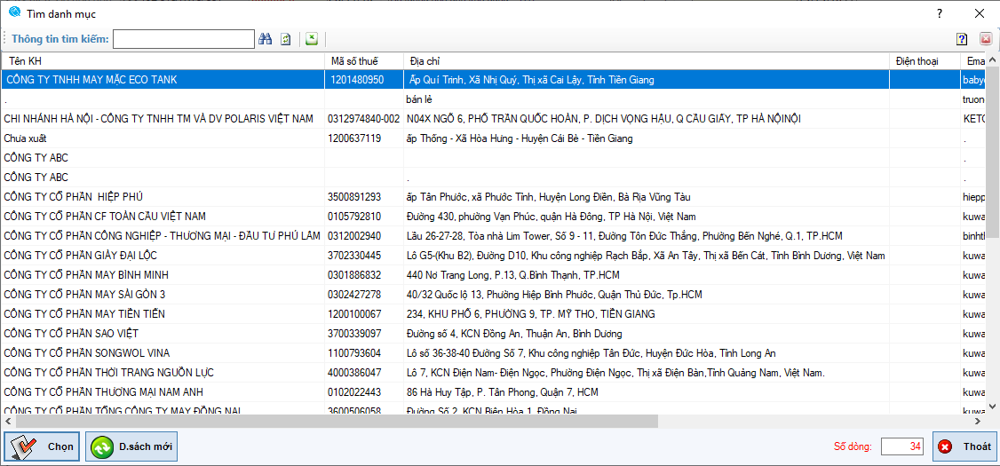 Tìm danh mục
Thông tin tìm kiếm:
Tên KH Mã số thuế Địa chỉ Điện thoại Ema
CÔNG TY TNHH MAY MẶC ECO TANK 1201480950 Ấp Quí Trinh, Xã Nhị Quý, Thị xã Cai Lậy, Tỉnh Tiền Giang babyc
. bán lẻ truon
CHI NHÁNH HÀ NỘI - CÔNG TY TNHH TM VÀ DV POLARIS VIỆT NAM 0312974840-002 N04X NGÕ 6, PHỐ TRẦN QUỐC HOÀN, P. DỊCH VỌNG HẬU, Q CẦU GIẤY, TP HÀ NỘINỘI KETC
Chưa xuất 1200637119 ấp Thống - Xã Hòa Hưng - Huyện Cái Bè - Tiền Giang .
CÔNG TY ABC .
CÔNG TY ABC . .
CÔNG TY CỔ PHẦN HIỆP PHÚ 3500891293 ấp Tân Phước, xã Phước Tỉnh, Huyện Long Điền, Bà Rịa Vũng Tàu hiepp
CÔNG TY CỔ PHẦN CF TOÀN CẦU VIỆT NAM 0105792810 Đường 430, phường Vạn Phúc, quận Hà Đông, TP Hà Nội, Việt Nam kuwa
CÔNG TY CỔ PHẦN CÔNG NGHIỆP - THƯƠNG MẠI - ĐẦU TƯ PHÚ LÂM 0312002940 Lầu 26-27-28, Tòa nhà Lim Tower, Số 9 - 11, Đường Tôn Đức Thắng, Phường Bến Nghé, Q.1, TP.HCM binhth
CÔNG TY CỔ PHẦN GIÀY ĐẠI LỘC 3702330445 Lô G5-(Khu B2), Đường D10, Khu công nghiệp Rạch Bắp, Xã An Tây, Thị xã Bến Cát, Tỉnh Bình Dương, Việt Nam kuwa
CÔNG TY CỔ PHẦN MAY BÌNH MINH 0301886832 440 Nơ Trang Long, P.13, Q.Bình Thạnh, TP.HCM kuwa
CÔNG TY CỔ PHẦN MAY SÀI GÒN 3 0302427278 40/32 Quốc lộ 13, Phường Hiệp Bình Phước, Quận Thủ Đức, Tp.HCM kuwa
CÔNG TY CỔ PHẦN MAY TIỀN TIẾN 1200100067 234, KHU PHỐ 6, PHƯỜNG 9, TP. MỸ THO, TIỀN GIANG kuwa
CÔNG TY CỔ PHẦN SAO VIỆT 3700339097 Đường số 4, KCN Đồng An, Thuận An, Bình Dương kuwa
CÔNG TY CỔ PHẦN SONGWOL VINA 1100793604 Lô số 36-38-40 Đường Số 7, Khu công nghiệp Tân Đức, Huyện Đức Hòa, Tỉnh Long An kuwa
CÔNG TY CỔ PHẦN THỜI TRANG NGUỒN LỰC 4000386047 Lô 7, KCN Điện Nam- Điện Ngọc, Phường Điện Ngọc, Thị xã Điện Bàn,Tỉnh Quảng Nam, Việt Nam. kuwa
CÔNG TY CỔ PHẦN THƯƠNG MẠI NAM ANH 0102022443 86 Hà Huy Tập, P. Tân Phong, Quận 7, HCM kuwa
CÔNG TY CỔ PHẦN TỔNG CÔNG TY MAY ĐỒNG NAI 3600506058 Đường Số 2, KCN Biên Hòa 1, Đồng Nai kuwa
Chọn D.sách mới Số dòng: 34 Thoát